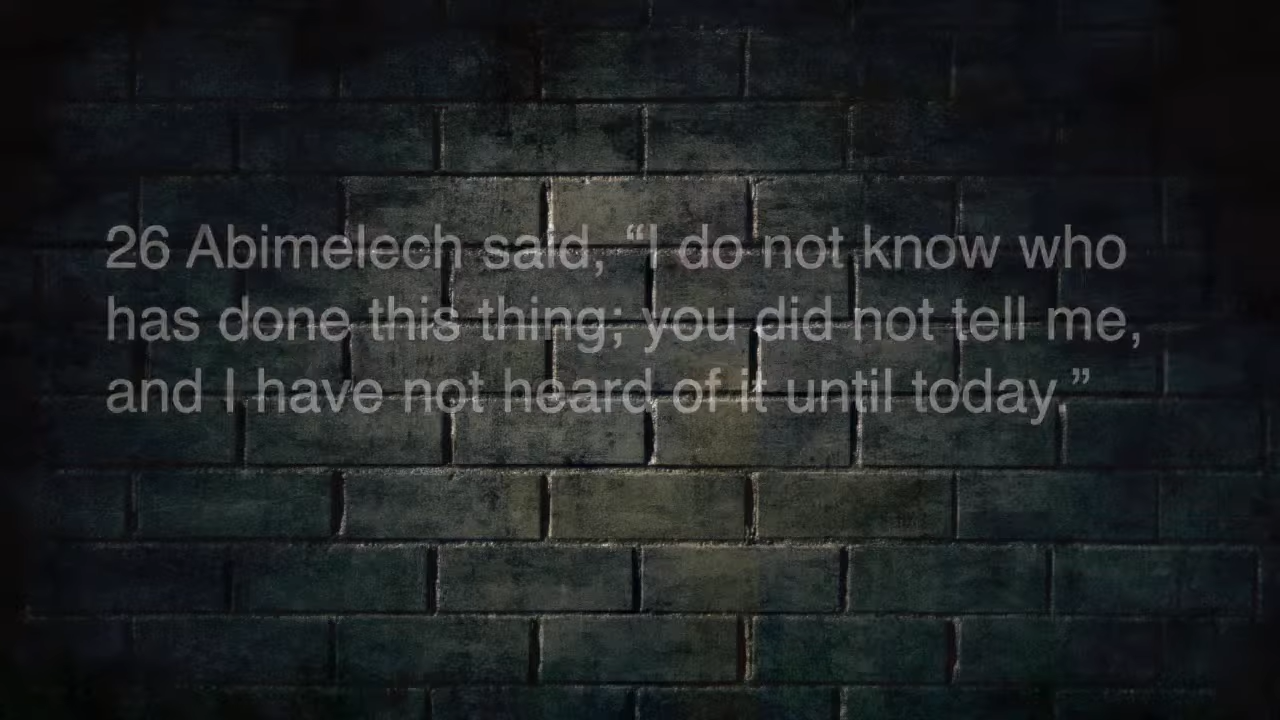 26 Abimelech said, “I do not know who
has done this thing; you did not tell me,
and I have not heard of it until today.”